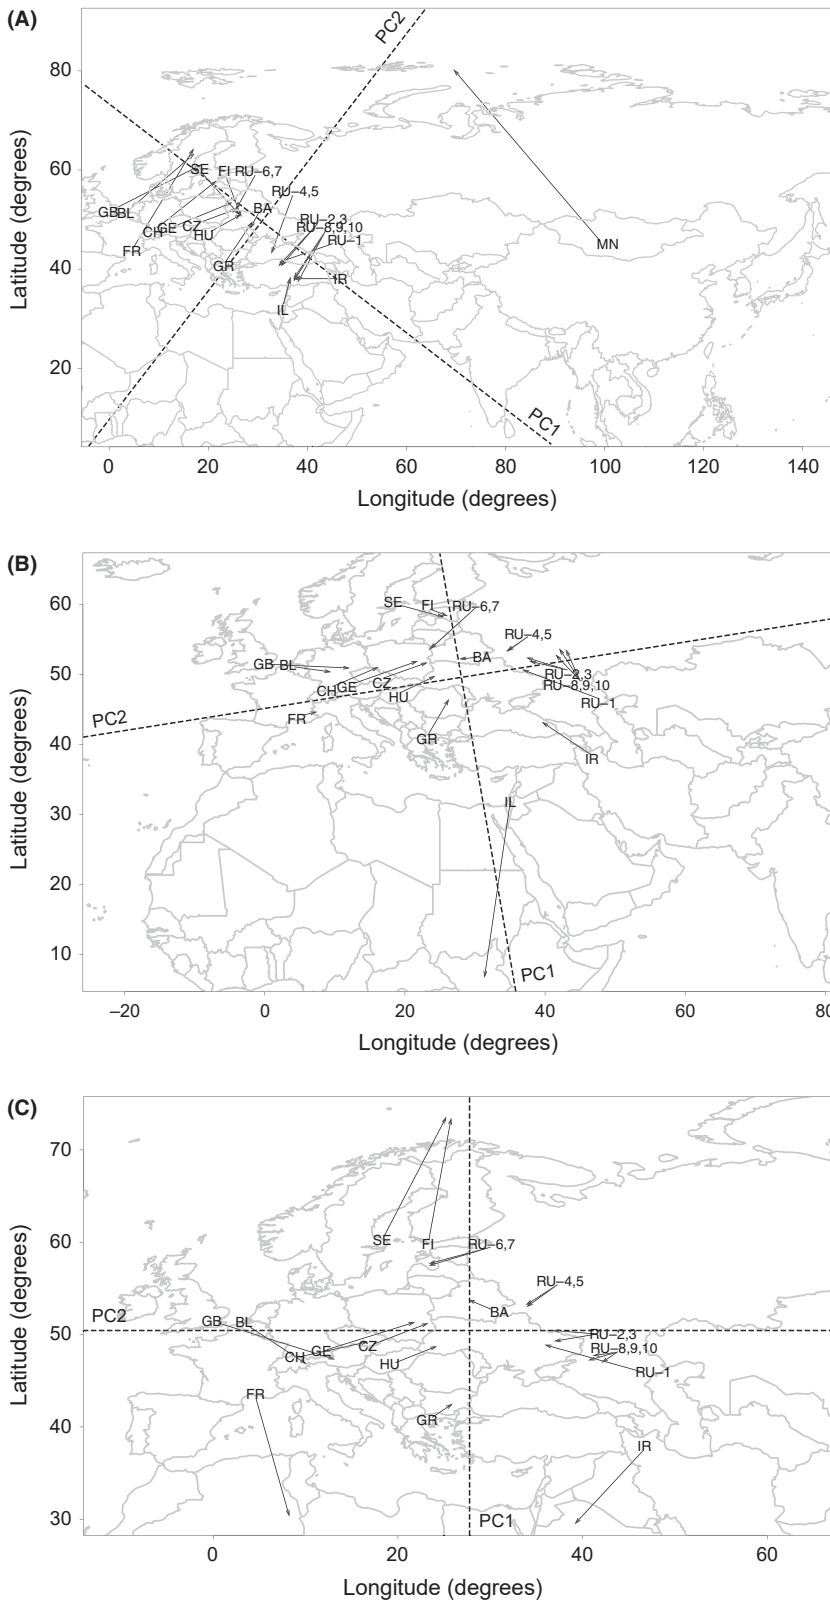 (A)
PC2
80
60
40
20
SE
FI
RU–6,7
RU–4,5
GB
BL
BA
CH
GE
CZ
HU
RU–2,3
RU–8,9,10
RU–1
FR
GR
IR
IL
MN
PC1
Latitude (degrees)
0 20 40 60 80 100 120 140
Longitude (degrees)
(B)
60
50
40
30
20
10
SE
FI
RU–6,7
RU–4,5
GB
BL
BA
CH
GE
CZ
HU
RU–2,3
RU–8,9,10
RU–1
PC2
FR
GR
IR
IL
PC1
Latitude (degrees)
–20 0 20 40 60 80
Longitude (degrees)
(C)
70
60
50
40
30
SE
FI
RU–6,7
RU–4,5
BA
PC2
GB
BL
RU–2,3
CH
GE
CZ
RU–8,9,10
HU
RU–1
FR
GR
IR
PC1
Latitude (degrees)
0 20 40 60
Longitude (degrees)